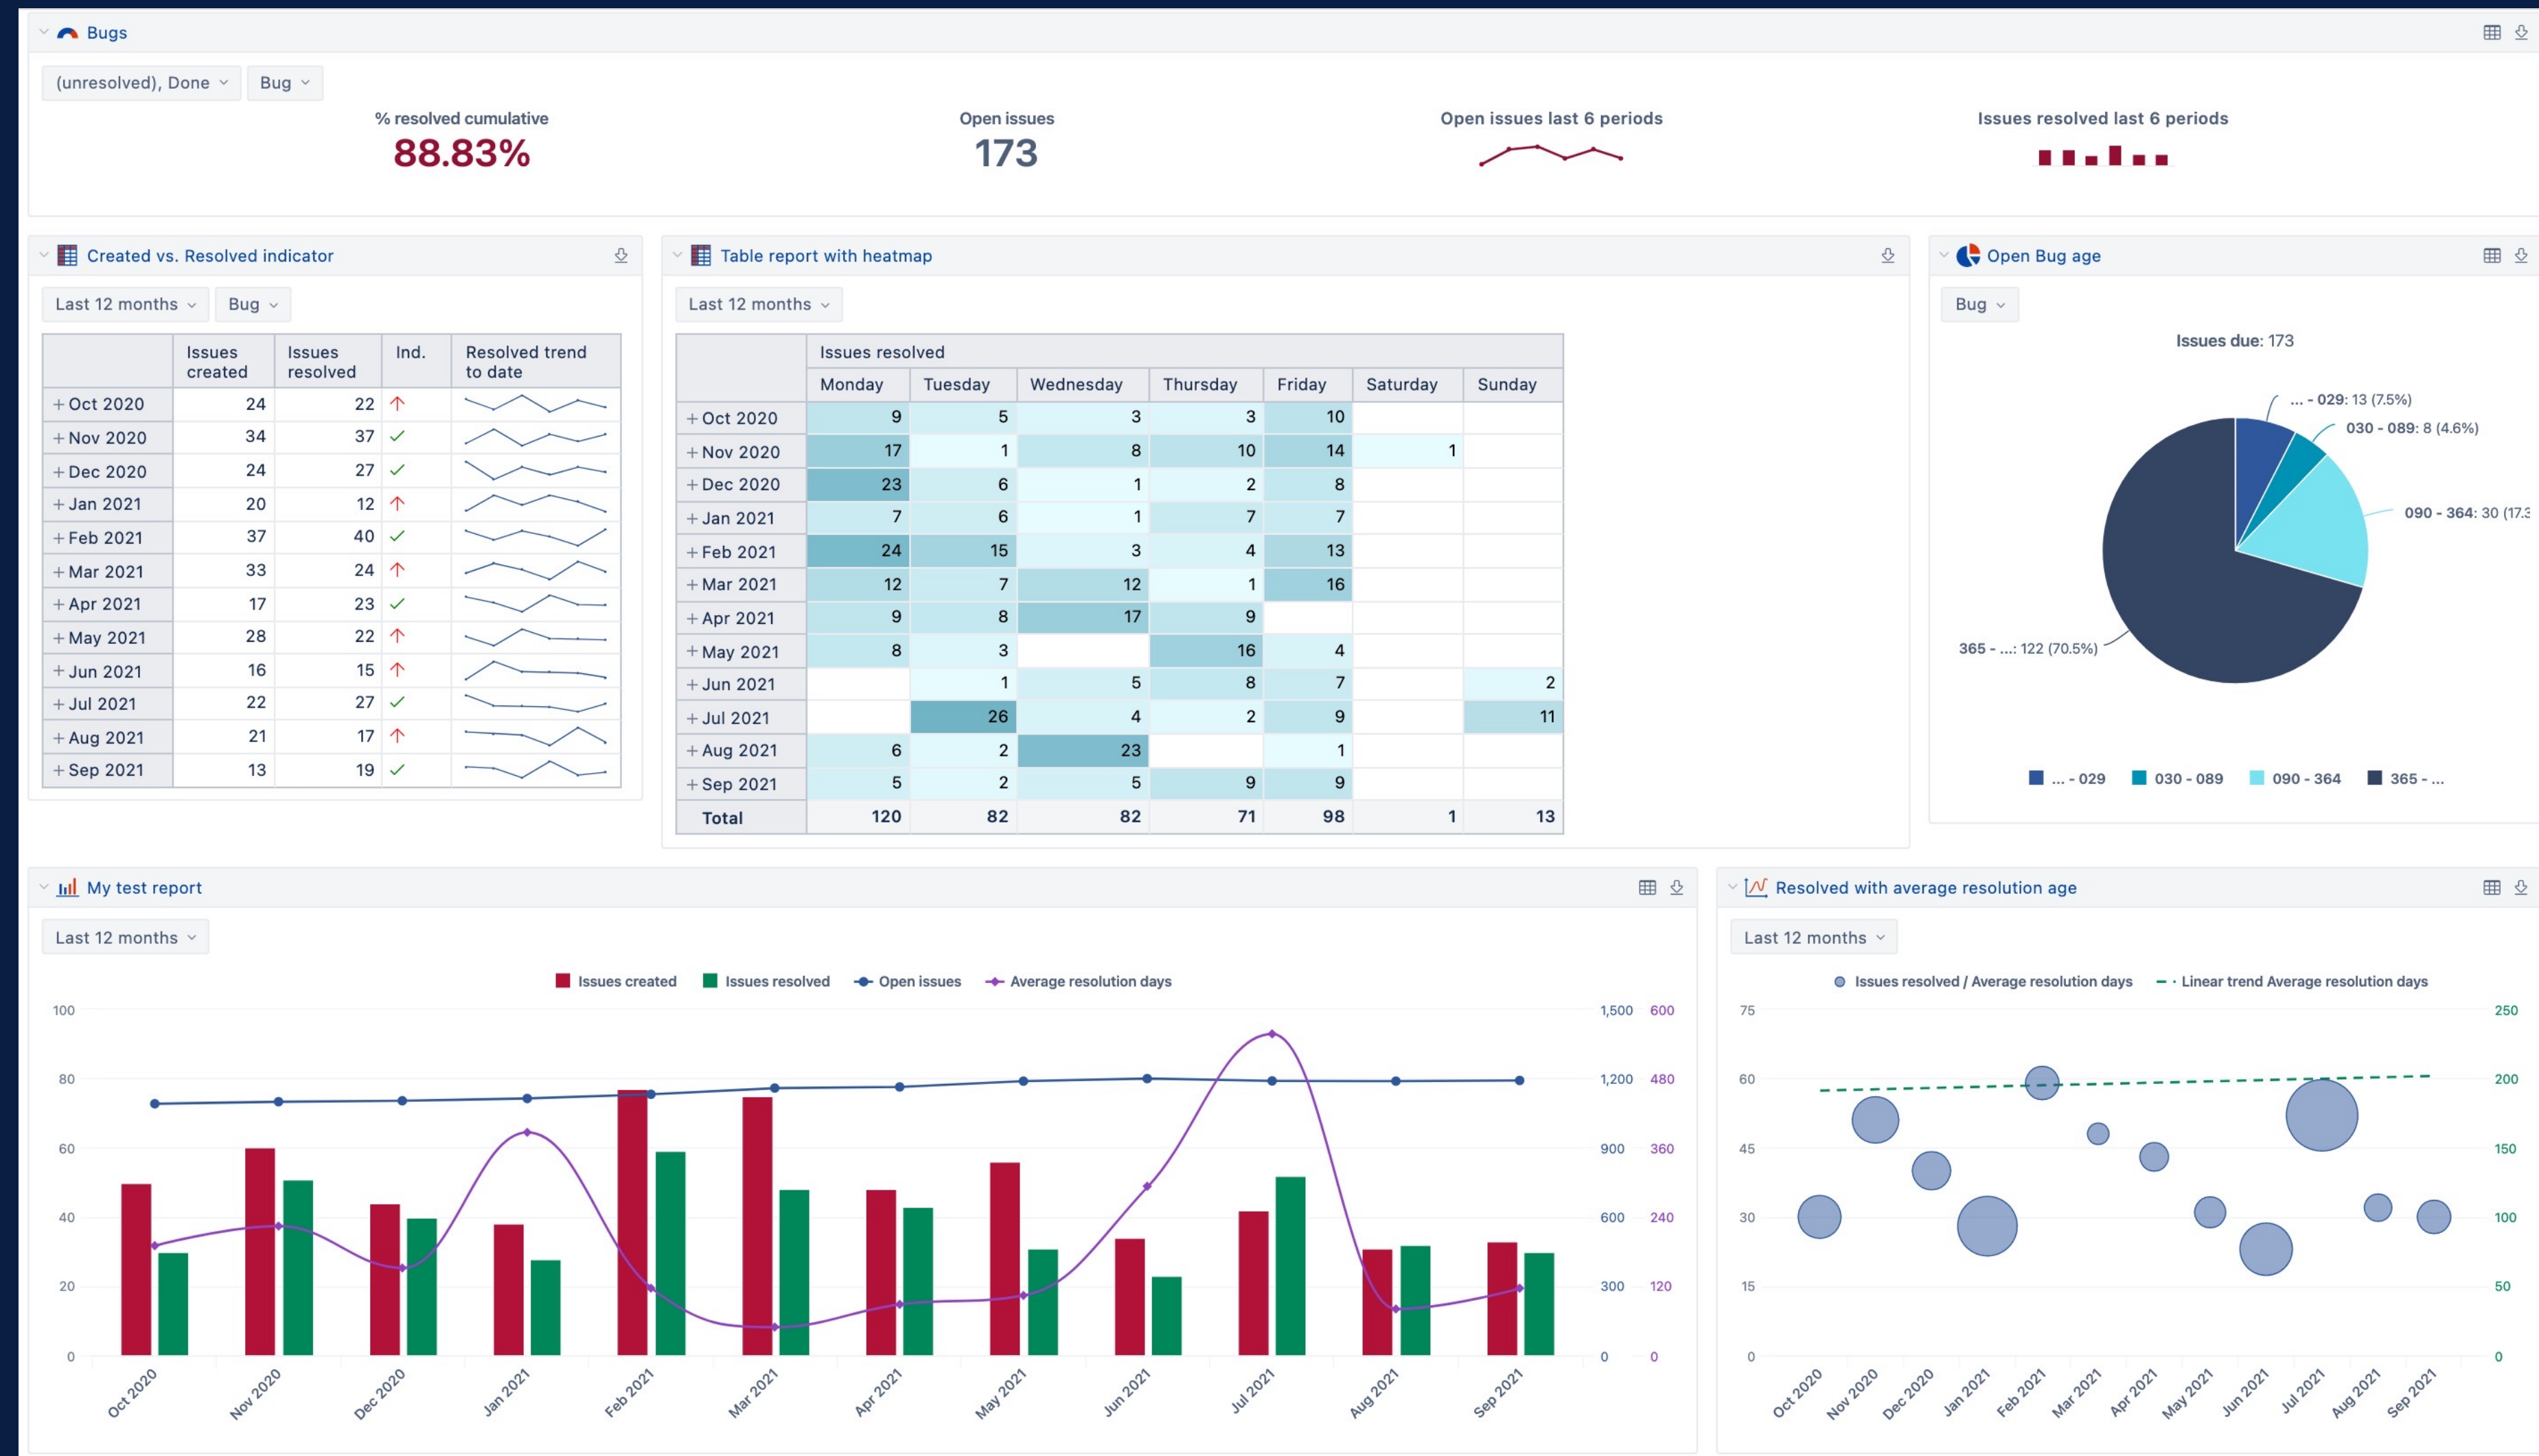 Bugs
(unresolved), Done Bug
% resolved cumulative Open issues Open issues last 6 periods Issues resolved last 6 periods
88.83% 173
Created vs. Resolved indicator
Last 12 months Bug
Issues created Issues resolved Ind. Resolved trend to date
+ Oct 2020 24 22
+ Nov 2020 34 37
+ Dec 2020 24 27
+ Jan 2021 20 12
+ Feb 2021 37 40
+ Mar 2021 33 24
+ Apr 2021 17 23
+ May 2021 28 22
+ Jun 2021 16 15
+ Jul 2021 22 27
+ Aug 2021 21 17
+ Sep 2021 13 19
Table report with heatmap
Last 12 months
Issues resolved
Monday Tuesday Wednesday Thursday Friday Saturday Sunday
+ Oct 2020 9 5 3 3 10
+ Nov 2020 17 1 8 10 14 1
+ Dec 2020 23 6 1 2 8
+ Jan 2021 7 6 1 7 7
+ Feb 2021 24 15 3 4 13
+ Mar 2021 12 7 12 1 16
+ Apr 2021 9 8 17 9
+ May 2021 8 3 16 4
+ Jun 2021 1 5 8 7 2
+ Jul 2021 26 4 2 9 11
+ Aug 2021 6 2 23 1
+ Sep 2021 5 2 5 9 9
Total 120 82 82 71 98 1 13
Open Bug age
Bug
Issues due: 173
... - 029: 13 (7.5%)
030 - 089: 8 (4.6%)
090 - 364: 30 (17.3
365 - ...: 122 (70.5%)
... - 029 030 - 089 090 - 364 365 - ...
My test report
Last 12 months
Issues created Issues resolved Open issues Average resolution days
100 1,500 600
80 1,200 480
60 900 360
40 600 240
20 300 120
0 0 0
Oct 2020 Nov 2020 Dec 2020 Jan 2021 Feb 2021 Mar 2021 Apr 2021 May 2021 Jun 2021 Jul 2021 Aug 2021 Sep 2021
Resolved with average resolution age
Last 12 months
Issues resolved / Average resolution days Linear trend Average resolution days
75 250
60 200
45 150
30 100
15 50
0 0
Oct 2020 Nov 2020 Dec 2020 Jan 2021 Feb 2021 Mar 2021 Apr 2021 May 2021 Jun 2021 Jul 2021 Aug 2021 Sep 2021